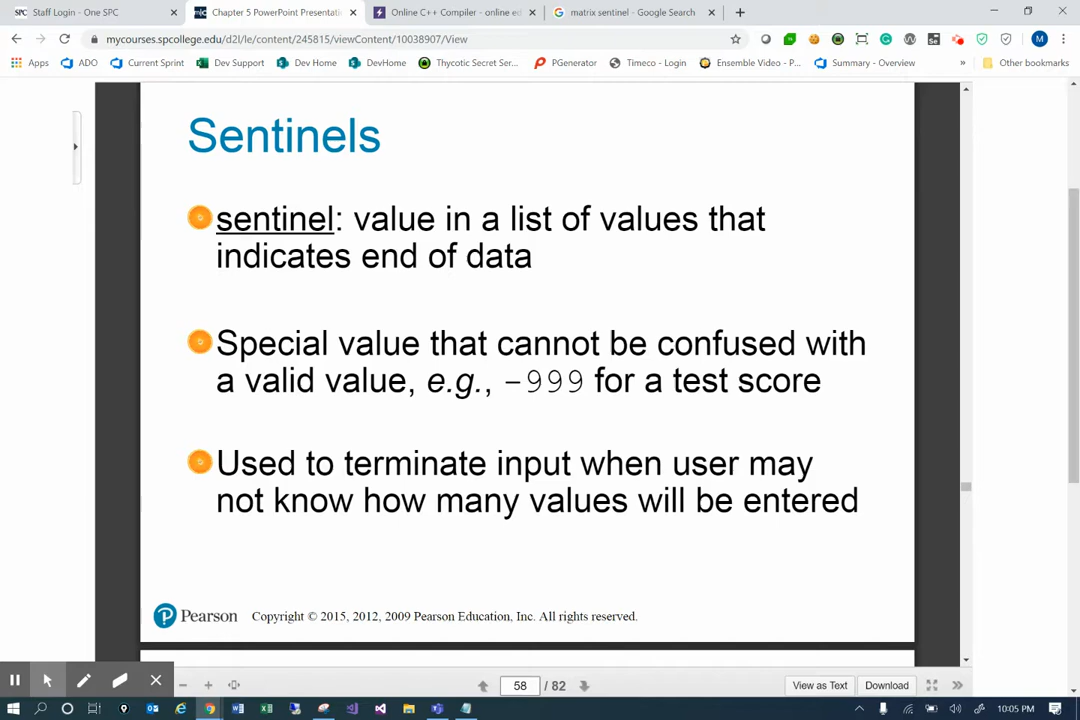 Staff Login - One SPC
Chapter 5 PowerPoint Presentati
Online C++ Compiler - online ed
matrix sentinel - Google Search
mycourses.spcollege.edu/d2l/le/content/245815/viewContent/10038907/View
Apps
ADO
Current Sprint
Dev Support
Dev Home
DevHome
Thycotic Secret Ser...
PGenerator
Timeco - Login
Ensemble Video - P...
Summary - Overview
»
Other bookmarks
Sentinels
sentinel: value in a list of values that
indicates end of data
Special value that cannot be confused with
a valid value, e.g., -999 for a test score
Used to terminate input when user may
not know how many values will be entered
Pearson
Copyright © 2015, 2012, 2009 Pearson Education, Inc. All rights reserved.
58 / 82
View as Text
Download
10:05 PM